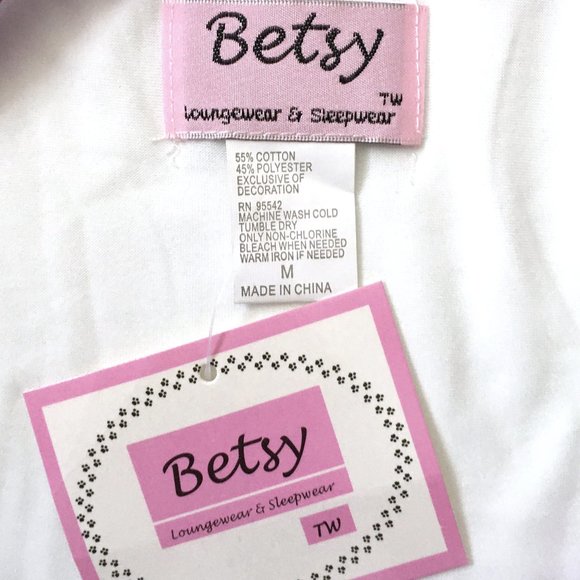 Betsy
TW
Loungewear & Sleepwear
55% COTTON
45% POLYESTER
EXCLUSIVE OF
DECORATION
RN 95542
MACHINE WASH COLD
TUMBLE DRY
ONLY NON-CHLORINE
BLEACH WHEN NEEDED
WARM IRON IF NEEDED
M
MADE IN CHINA
Betsy
Loungewear & Sleepwear
TW